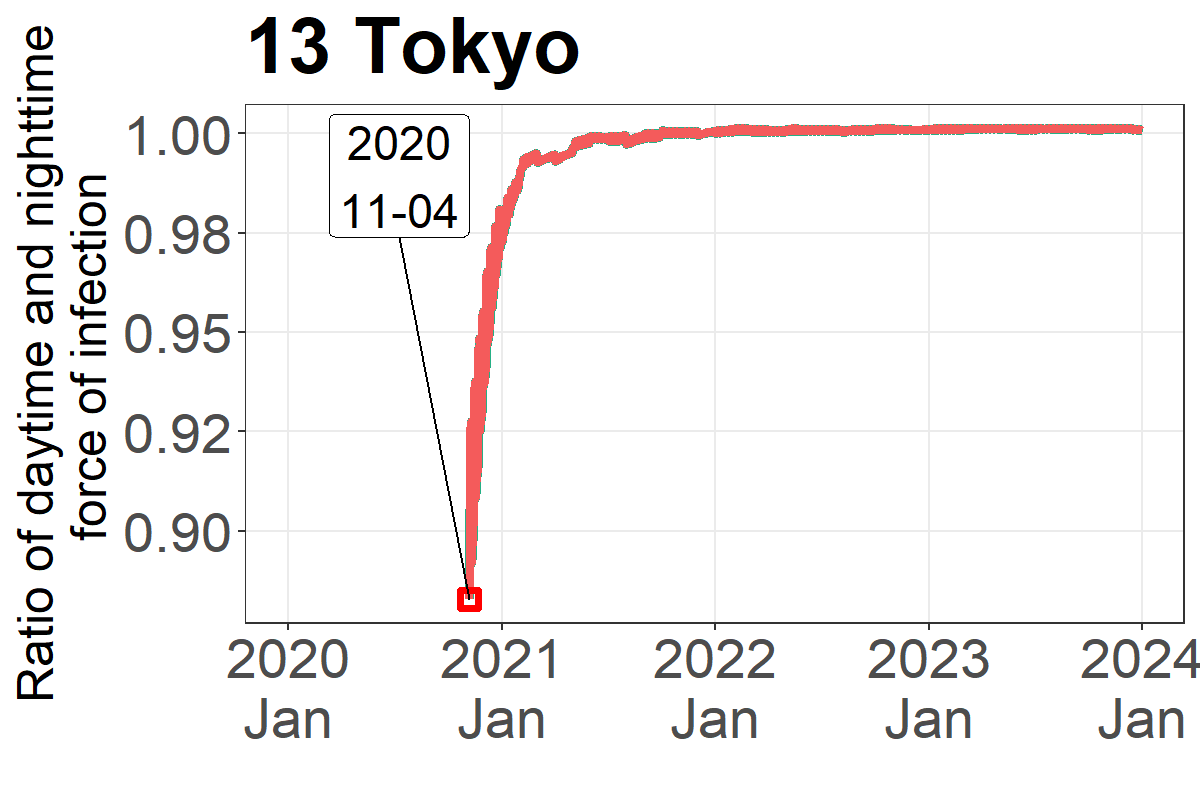 13 Tokyo
Ratio of daytime and nighttime
force of infection
1.00
0.98
0.95
0.92
0.90
2020
11-04
2020
Jan
2021
Jan
2022
Jan
2023
Jan
2024
Jan